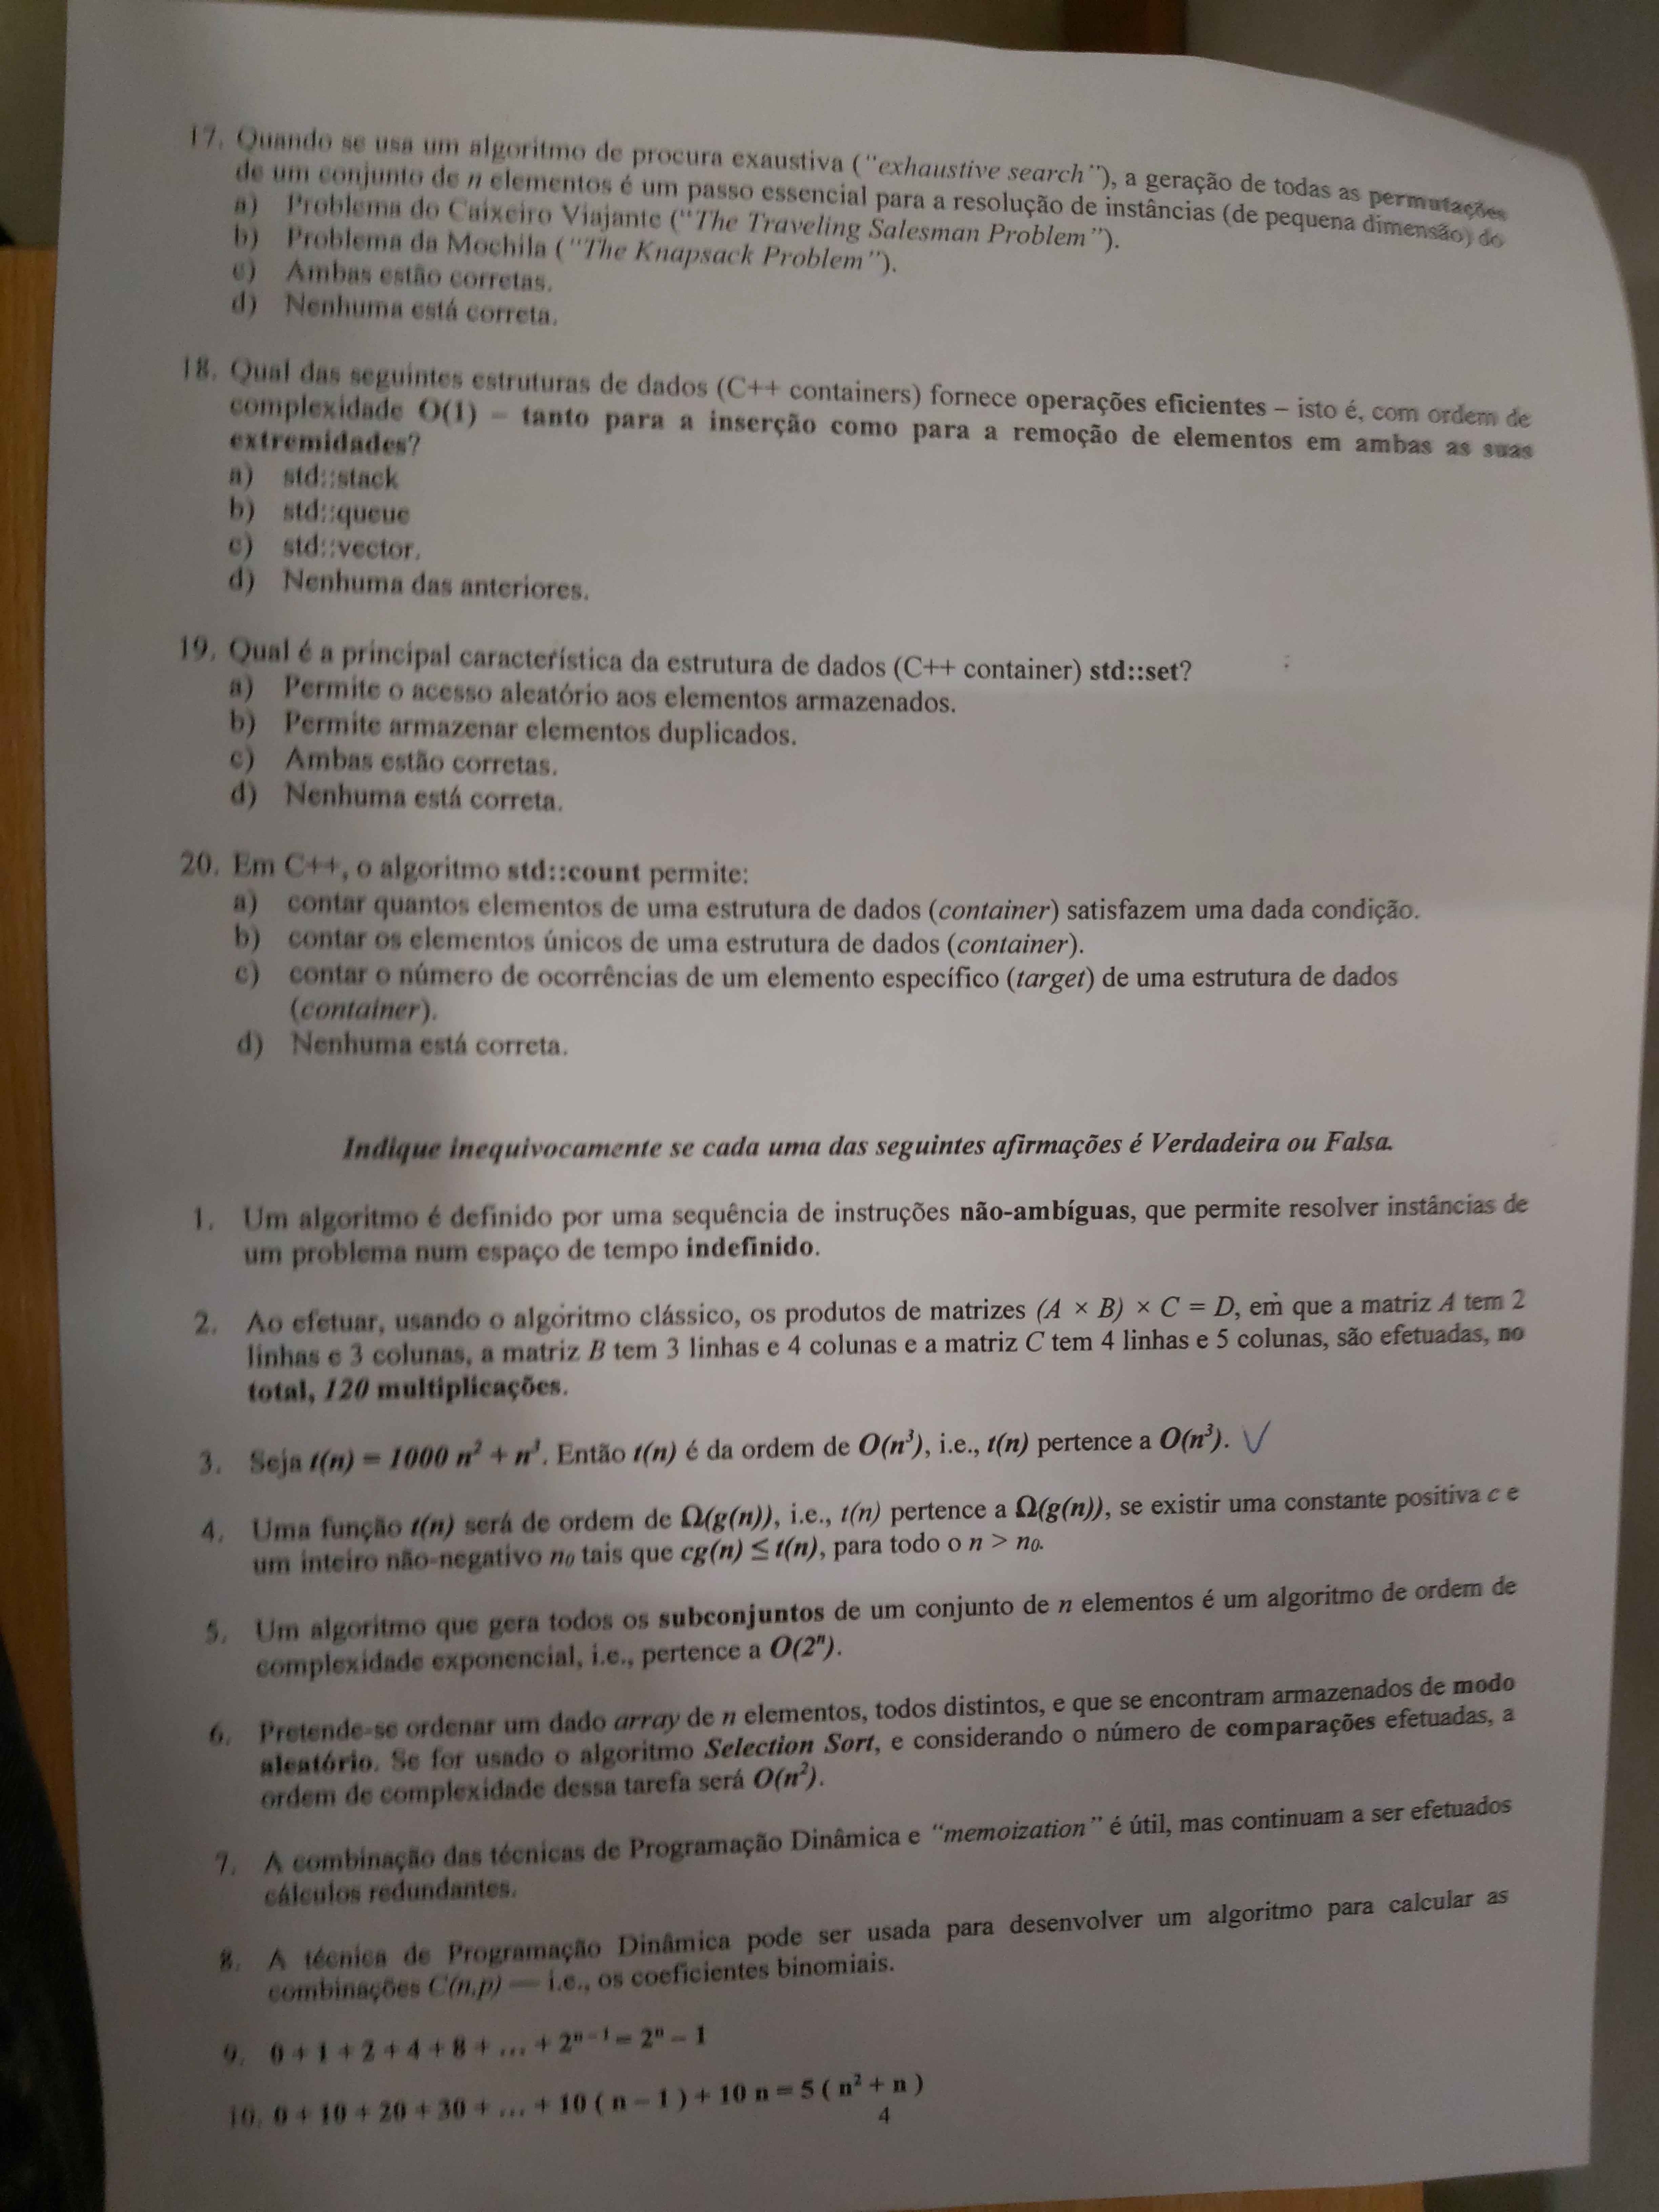 17. Quando se usa um algoritmo de procura exaustiva ("exhaustive search"), a geração de todas as permutações
de um conjunto de n elementos é um passo essencial para a resolução de instâncias (de pequena dimensão) do
a) Problema do Caixeiro Viajante ("The Traveling Salesman Problem").
b) Problema da Mochila ("The Knapsack Problem").
c) Ambas estão corretas.
d) Nenhuma está correta.
18. Qual das seguintes estruturas de dados (C++ containers) fornece operações eficientes – isto é, com ordem de
complexidade O(1) – tanto para a inserção como para a remoção de elementos em ambas as suas
extremidades?
a) std::stack
b) std::queue
c) std::vector.
d) Nenhuma das anteriores.
19. Qual é a principal característica da estrutura de dados (C++ container) std::set?
a) Permite o acesso aleatório aos elementos armazenados.
b) Permite armazenar elementos duplicados.
c) Ambas estão corretas.
d) Nenhuma está correta.
20. Em C++, o algoritmo std::count permite:
a) contar quantos elementos de uma estrutura de dados (container) satisfazem uma dada condição.
b) contar os elementos únicos de uma estrutura de dados (container).
c) contar o número de ocorrências de um elemento específico (target) de uma estrutura de dados
(container).
d) Nenhuma está correta.
Indique inequivocamente se cada uma das seguintes afirmações é Verdadeira ou Falsa.
1. Um algoritmo é definido por uma sequência de instruções não-ambíguas, que permite resolver instâncias de
um problema num espaço de tempo indefinido.
2. Ao efetuar, usando o algoritmo clássico, os produtos de matrizes (A × B) × C = D, em que a matriz A tem 2
linhas e 3 colunas, a matriz B tem 3 linhas e 4 colunas e a matriz C tem 4 linhas e 5 colunas, são efetuadas, no
total, 120 multiplicações.
3. Seja t(n) = 1000 n² + n³. Então t(n) é da ordem de O(n³), i.e., t(n) pertence a O(n³). V
4. Uma função t(n) será de ordem de Ω(g(n)), i.e., t(n) pertence a Ω(g(n)), se existir uma constante positiva c e
um inteiro não-negativo n₀ tais que cg(n) ≤ t(n), para todo o n > n₀.
5. Um algoritmo que gera todos os subconjuntos de um conjunto de n elementos é um algoritmo de ordem de
complexidade exponencial, i.e., pertence a O(2ⁿ).
6. Pretende-se ordenar um dado array de n elementos, todos distintos, e que se encontram armazenados de modo
aleatório. Se for usado o algoritmo Selection Sort, e considerando o número de comparações efetuadas, a
ordem de complexidade dessa tarefa será O(n²).
7. A combinação das técnicas de Programação Dinâmica e "memoization" é útil, mas continuam a ser efetuados
cálculos redundantes.
8. A técnica de Programação Dinâmica pode ser usada para desenvolver um algoritmo para calcular as
combinações C(n,p) — i.e., os coeficientes binomiais.
9. 0 + 1 + 2 + 4 + 8 + ... + 2ⁿ⁻¹ = 2ⁿ – 1
10. 0 + 10 + 20 + 30 + ... + 10 ( n – 1 ) + 10 n = 5 ( n² + n )
4